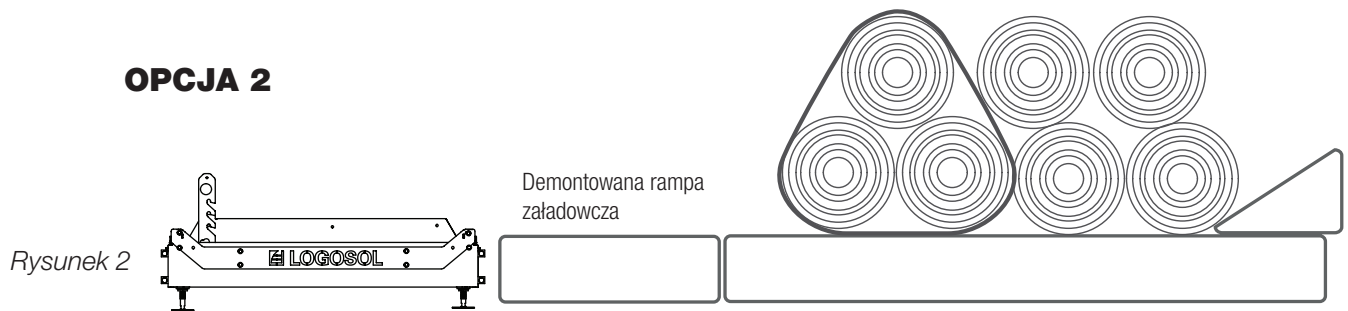 OPCJA 2
Demontowana rampa
załadowcza
Rysunek 2
LOGOSOL